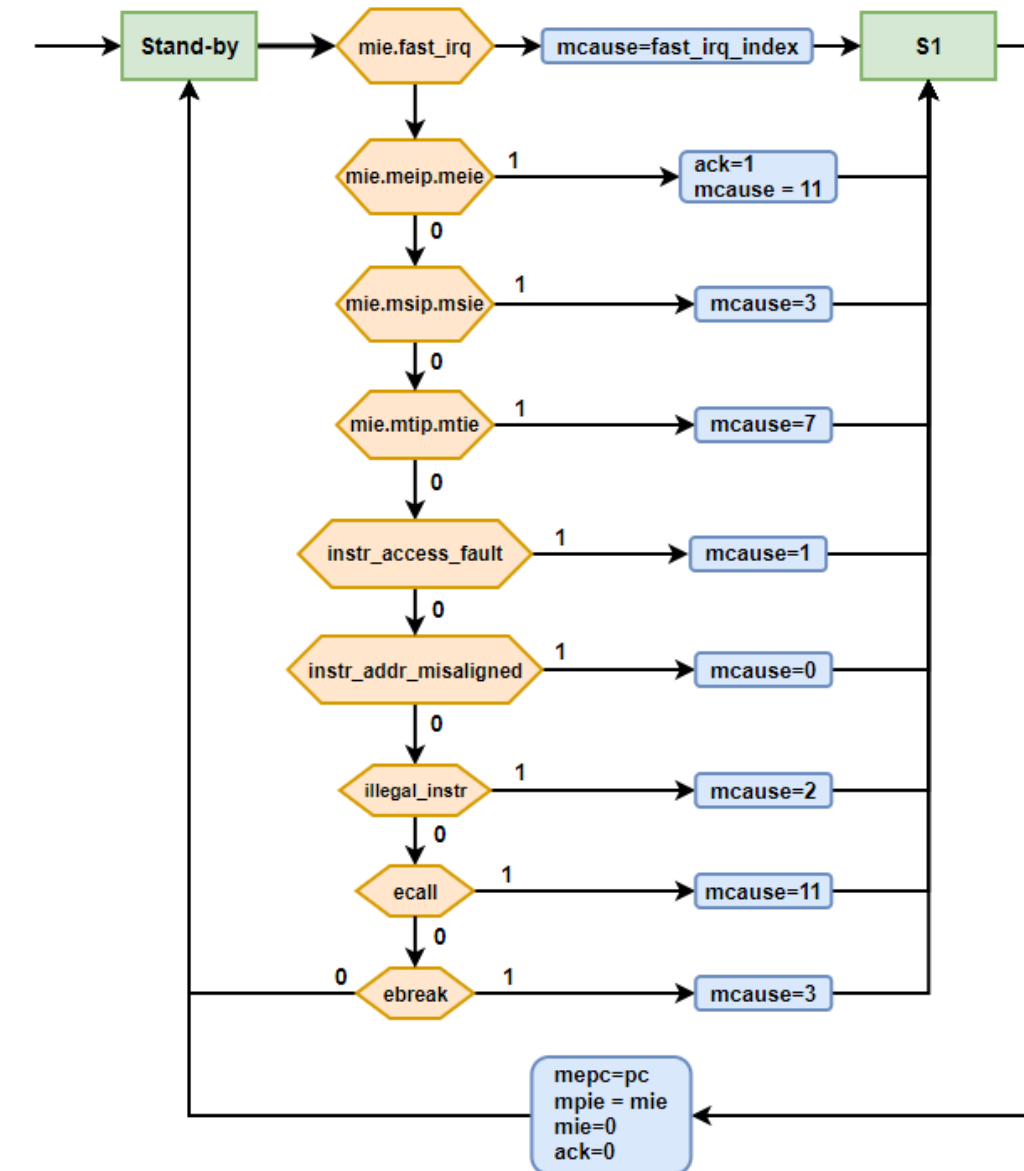 Stand-by
mie.fast_irq
mcause=fast_irq_index
S1
mie.meip.meie
1
ack=1
mcause = 11
0
mie.msip.msie
1
mcause=3
0
mie.mtip.mtie
1
mcause=7
0
instr_access_fault
1
mcause=1
0
instr_addr_misaligned
1
mcause=0
0
illegal_instr
1
mcause=2
0
ecall
1
mcause=11
0
0
ebreak
1
mcause=3
mepc=pc
mpie = mie
mie=0
ack=0